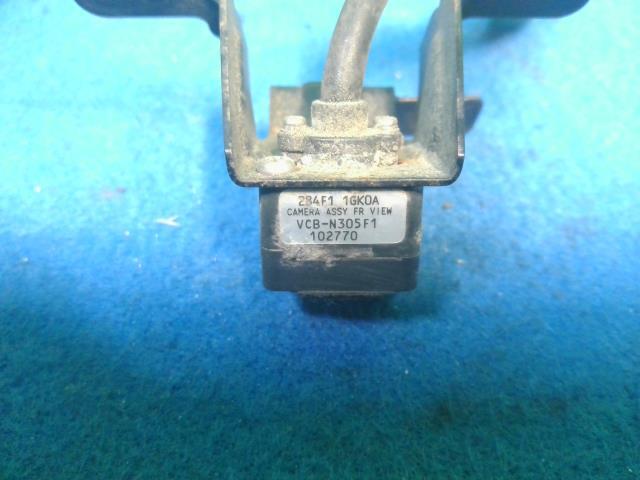 284F1 1GK0A
CAMERA ASSY FR VIEW
VCB-N305F1
102770